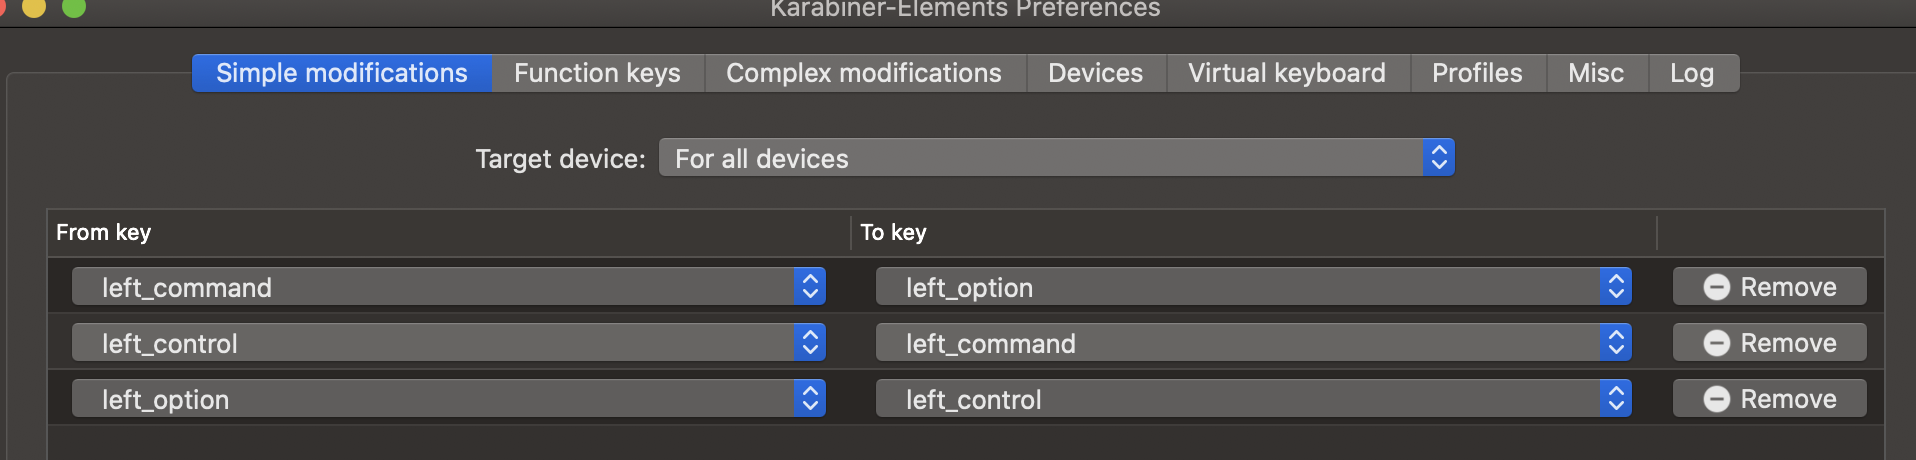 Karabiner-Elements Preferences
Simple modifications Function keys Complex modifications Devices Virtual keyboard Profiles Misc Log
Target device: For all devices
From key To key
left_command left_option Remove
left_control left_command Remove
left_option left_control Remove